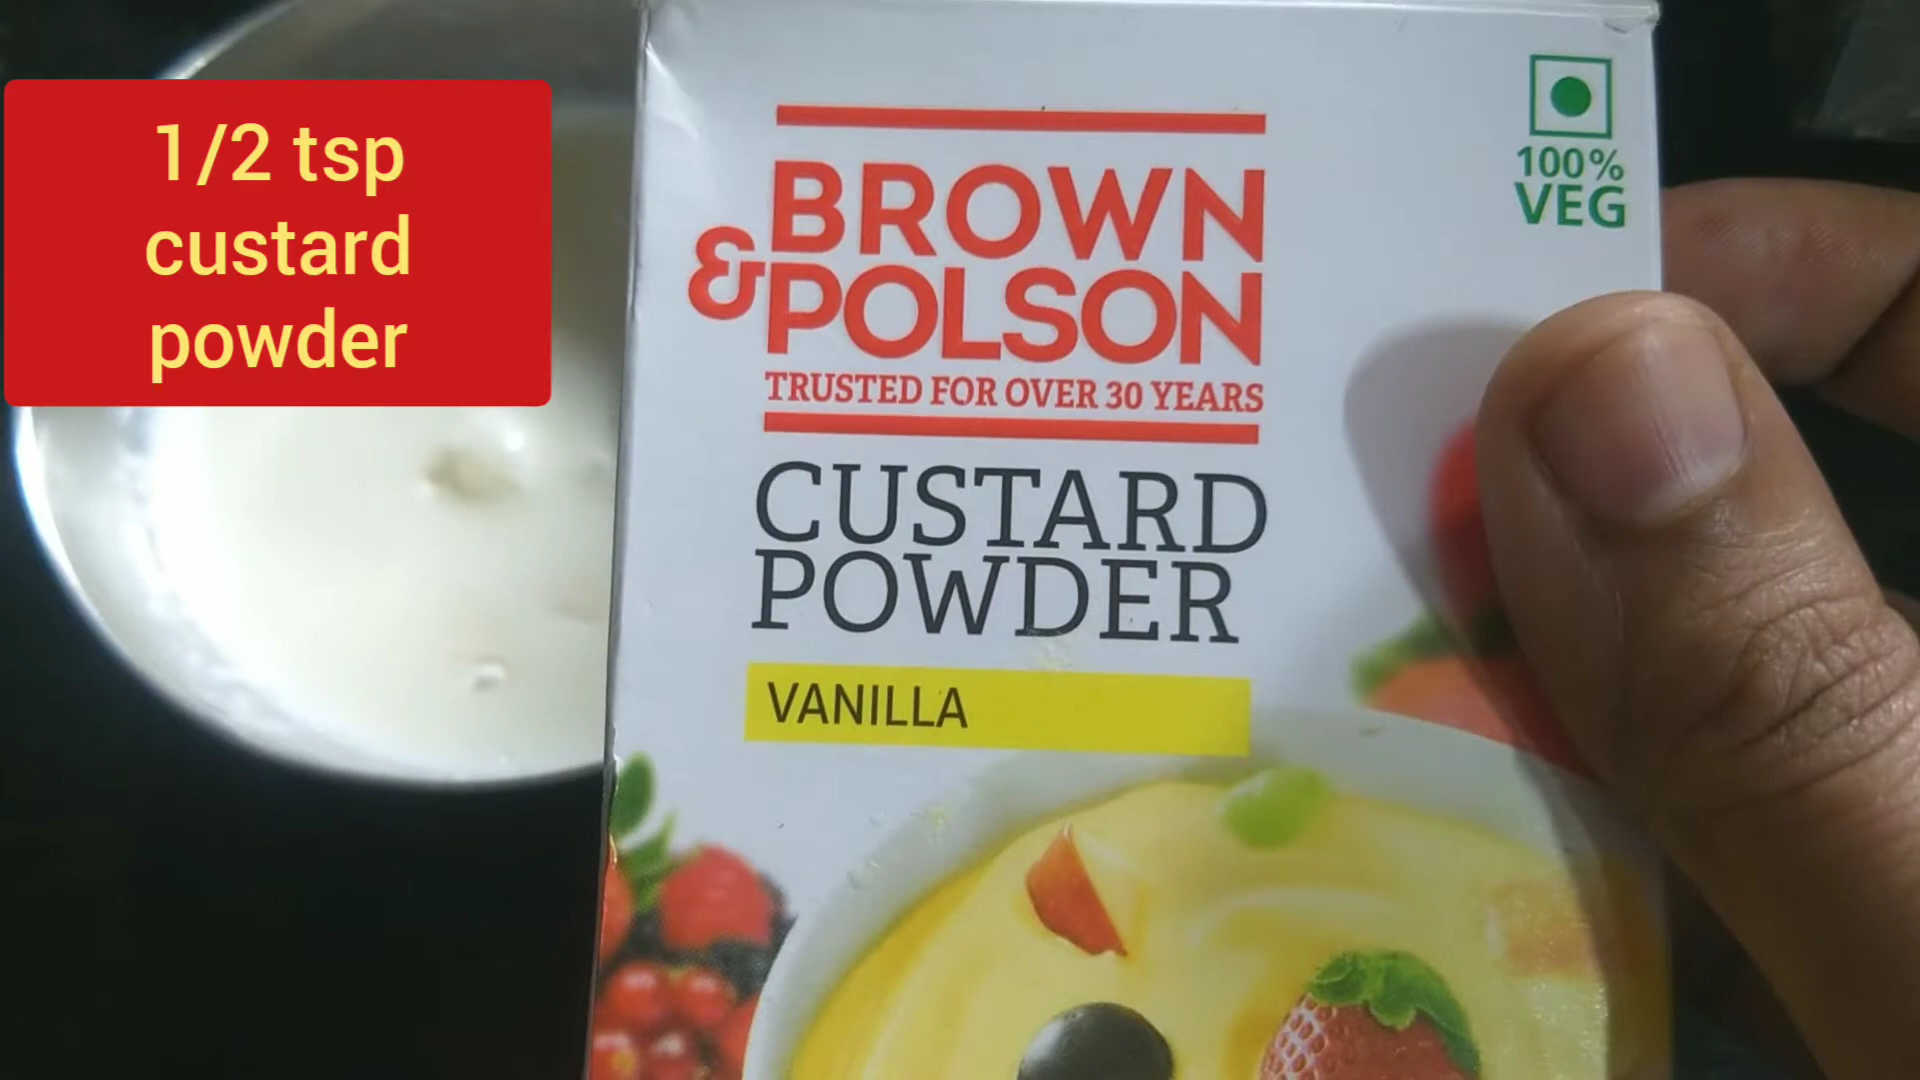 1/2 tsp
custard
powder
BROWN
&POLSON
TRUSTED FOR OVER 30 YEARS
CUSTARD
POWDER
VANILLA
100%
VEG